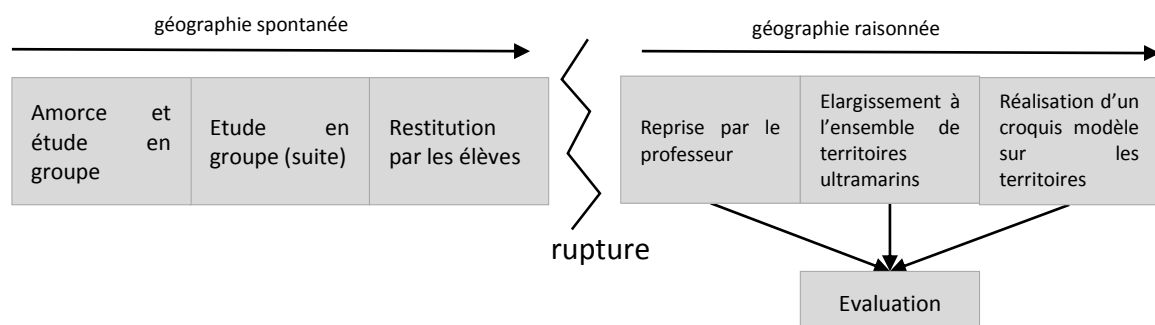 géographie spontanée
géographie raisonnée
Amorce et
étude en
groupe
Etude en
groupe (suite)
Restitution
par les élèves
rupture
Reprise par le
professeur
Elargissement à
l’ensemble de
territoires
ultramarins
Réalisation d’un
croquis modèle
sur les
territoires
Evaluation